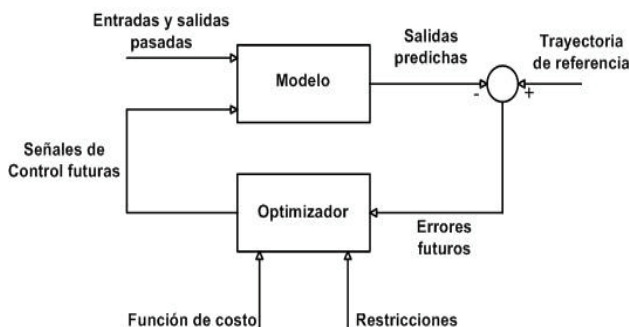 Entradas y salidas
pasadas
Modelo
Salidas
predichas
Trayectoria
de referencia
-
+
Señales de
Control futuras
Optimizador
Errores
futuros
Función de costo
Restricciones